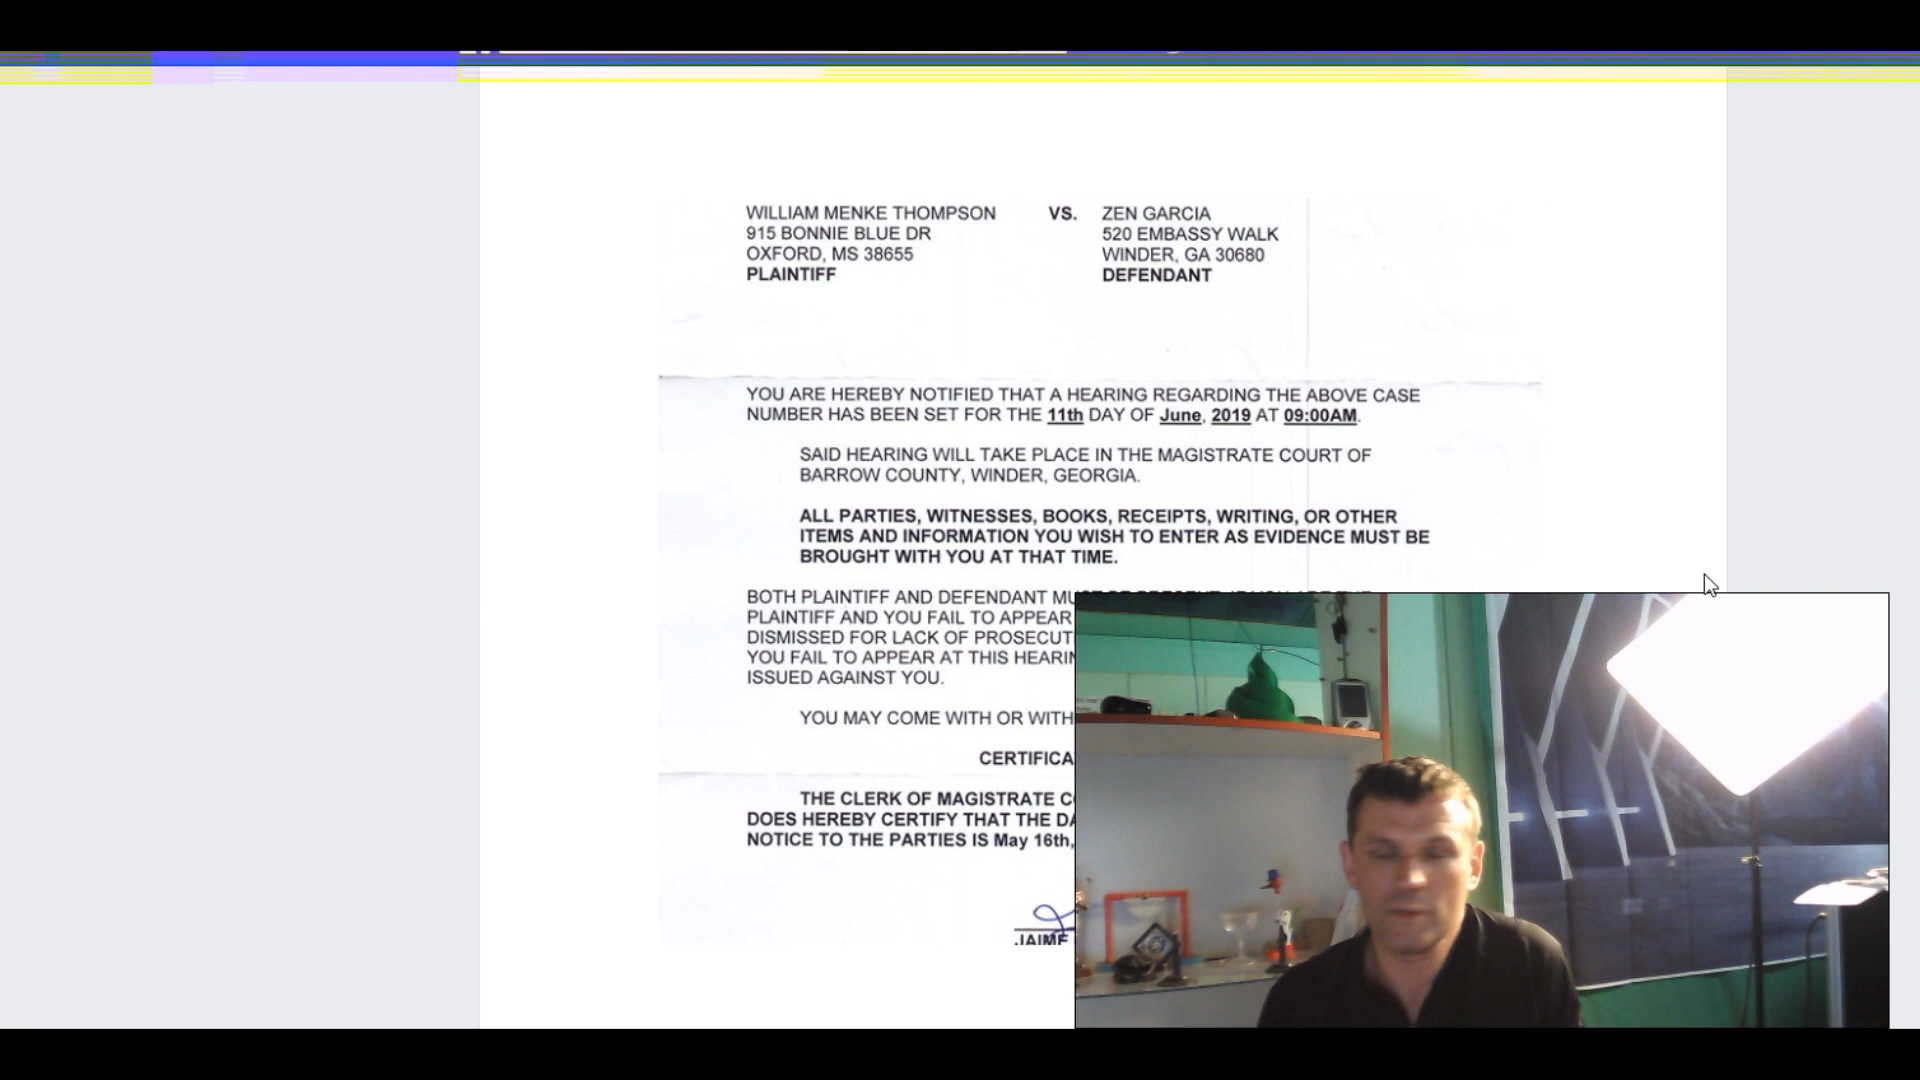 WILLIAM MENKE THOMPSON VS. ZEN GARCIA
915 BONNIE BLUE DR 520 EMBASSY WALK
OXFORD, MS 38655 WINDER, GA 30680
PLAINTIFF DEFENDANT
YOU ARE HEREBY NOTIFIED THAT A HEARING REGARDING THE ABOVE CASE
NUMBER HAS BEEN SET FOR THE 11th DAY OF June, 2019 AT 09:00AM.
SAID HEARING WILL TAKE PLACE IN THE MAGISTRATE COURT OF
BARROW COUNTY, WINDER, GEORGIA.
ALL PARTIES, WITNESSES, BOOKS, RECEIPTS, WRITING, OR OTHER
ITEMS AND INFORMATION YOU WISH TO ENTER AS EVIDENCE MUST BE
BROUGHT WITH YOU AT THAT TIME.
BOTH PLAINTIFF AND DEFENDANT
PLAINTIFF AND YOU FAIL TO APPEAR
DISMISSED FOR LACK OF PROSECUT
YOU FAIL TO APPEAR AT THIS HEARIN
ISSUED AGAINST YOU.
YOU MAY COME WITH OR WITH
CERTIFICA
THE CLERK OF MAGISTRATE
DOES HEREBY CERTIFY THAT THE DA
NOTICE TO THE PARTIES IS May 16th,
JAIME